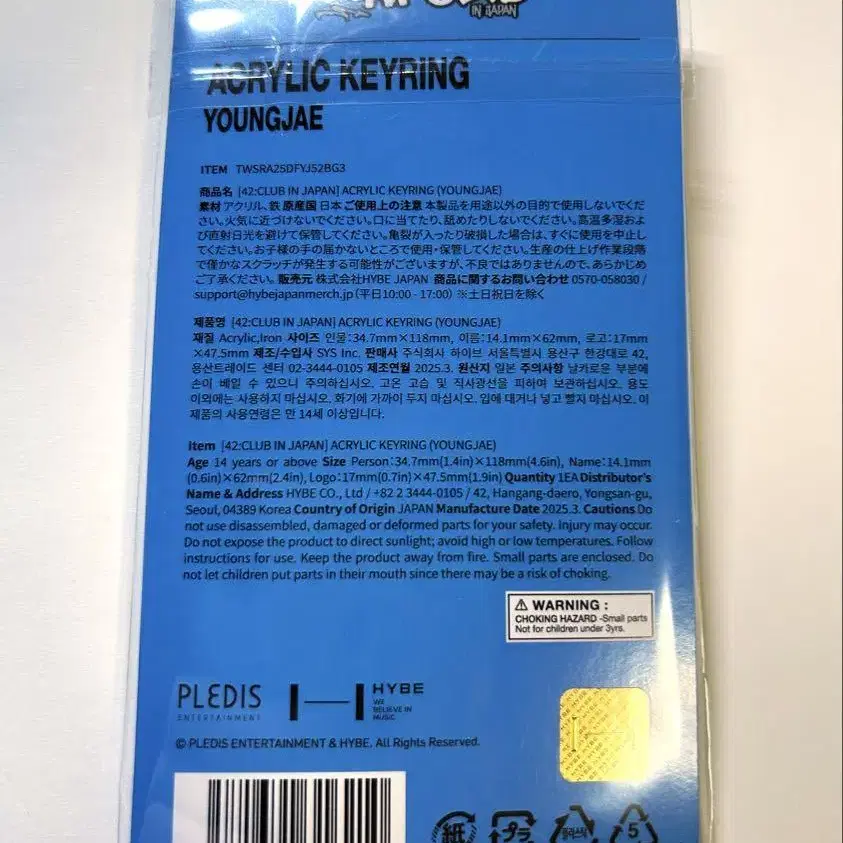 IN JAPAN
ACRYLIC KEYRING
YOUNGJAE
ITEM TWSRA25DFYJ52BG3
商品名 [42:CLUB IN JAPAN] ACRYLIC KEYRING (YOUNGJAE)
素材 アクリル、鉄 原産国 日本 ご使用上の注意 本製品を用途以外の目的で使用しないでくだ
さい。火気に近づけないでください。口に当てたり、舐めたりしないでください。高温多湿およ
び直射日光を避けて保管してください。亀裂が入ったり破損した場合は、すぐに使用を中止し
てください。お子様の手の届かないところで使用・保管してください。生産の仕上げ作業段階
で僅かなスクラッチが発生する可能性がございますが、不良ではありませんので、あらかじめ
ご了承ください。 販売元 株式会社HYBE JAPAN 商品に関するお問い合わせ 0570-058030 /
support@hybejapanmerch.jp (平日10:00 - 17:00) ※土日祝日を除く
제품명 [42:CLUB IN JAPAN] ACRYLIC KEYRING (YOUNGJAE)
재질 Acrylic,Iron 사이즈 인물:34.7mm×118mm, 이름:14.1mm×62mm, 로고:17mm
×47.5mm 제조/수입사 SYS Inc. 판매사 주식회사 하이브 서울특별시 용산구 한강대로 42,
용산트레이드 센터 02-3444-0105 제조연월 2025.3. 원산지 일본 주의사항 날카로운 부분에
손이 베일 수 있으니 주의하십시오. 고온 고습 및 직사광선을 피하여 보관하십시오. 용도
이외에는 사용하지 마십시오. 화기에 가까이 두지 마십시오. 입에 대거나 넣고 빨지 마십시오. 이
제품의 사용연령은 만 14세 이상입니다.
Item [42:CLUB IN JAPAN] ACRYLIC KEYRING (YOUNGJAE)
Age 14 years or above Size Person:34.7mm(1.4in)×118mm(4.6in), Name:14.1mm
(0.6in)×62mm(2.4in), Logo:17mm(0.7in)×47.5mm(1.9in) Quantity 1EA Distributor's
Name & Address HYBE CO., Ltd / +82 2 3444-0105 / 42, Hangang-daero, Yongsan-gu,
Seoul, 04389 Korea Country of Origin JAPAN Manufacture Date 2025.3. Cautions Do
not use disassembled, damaged or deformed parts for your safety. Injury may occur.
Do not expose the product to direct sunlight; avoid high or low temperatures. Follow
instructions for use. Keep the product away from fire. Small parts are enclosed. Do
not let children put parts in their mouth since there may be a risk of choking.
⚠ WARNING :
CHOKING HAZARD -Small parts
Not for children under 3yrs.
PLEDIS
ENTERTAINMENT
HYBE
WE
BELIEVE IN
MUSIC
© PLEDIS ENTERTAINMENT & HYBE. All Rights Reserved.
紙
プラ
플라스틱
5